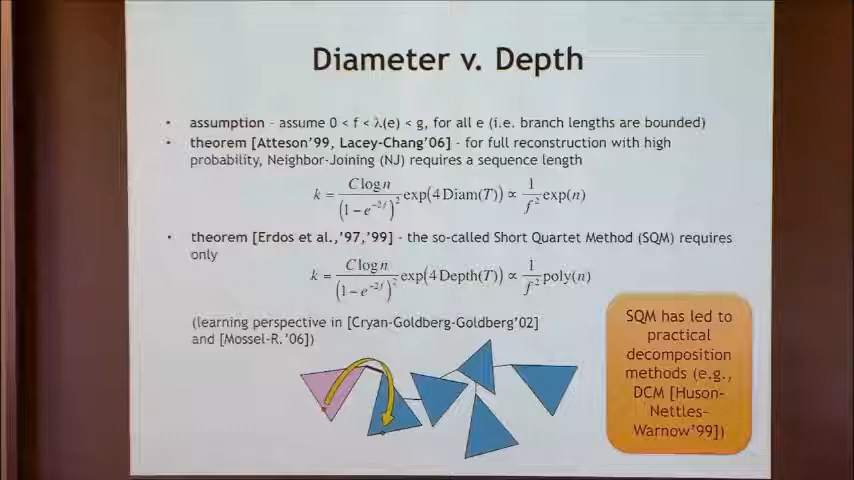 Diameter v. Depth
• assumption – assume 0 < f < λ(e) < g, for all e (i.e. branch lengths are bounded)
• theorem [Atteson'99, Lacey-Chang'06] - for full reconstruction with high
probability, Neighbor-Joining (NJ) requires a sequence length
k = C log n / (1 − e^{-2f})^2 exp(4 Diam(T)) ∝ 1/f^2 exp(n)
• theorem [Erdos et al.,'97,'99] - the so-called Short Quartet Method (SQM) requires
only
k = C log n / (1 − e^{-2f})^2 exp(4 Depth(T)) ∝ 1/f^2 poly(n)
(learning perspective in [Cryan-Goldberg-Goldberg'02]
and [Mossel-R.'06])
SQM has led to
practical
decomposition
methods (e.g.,
DCM [Huson-
Nettles-
Warnow'99])